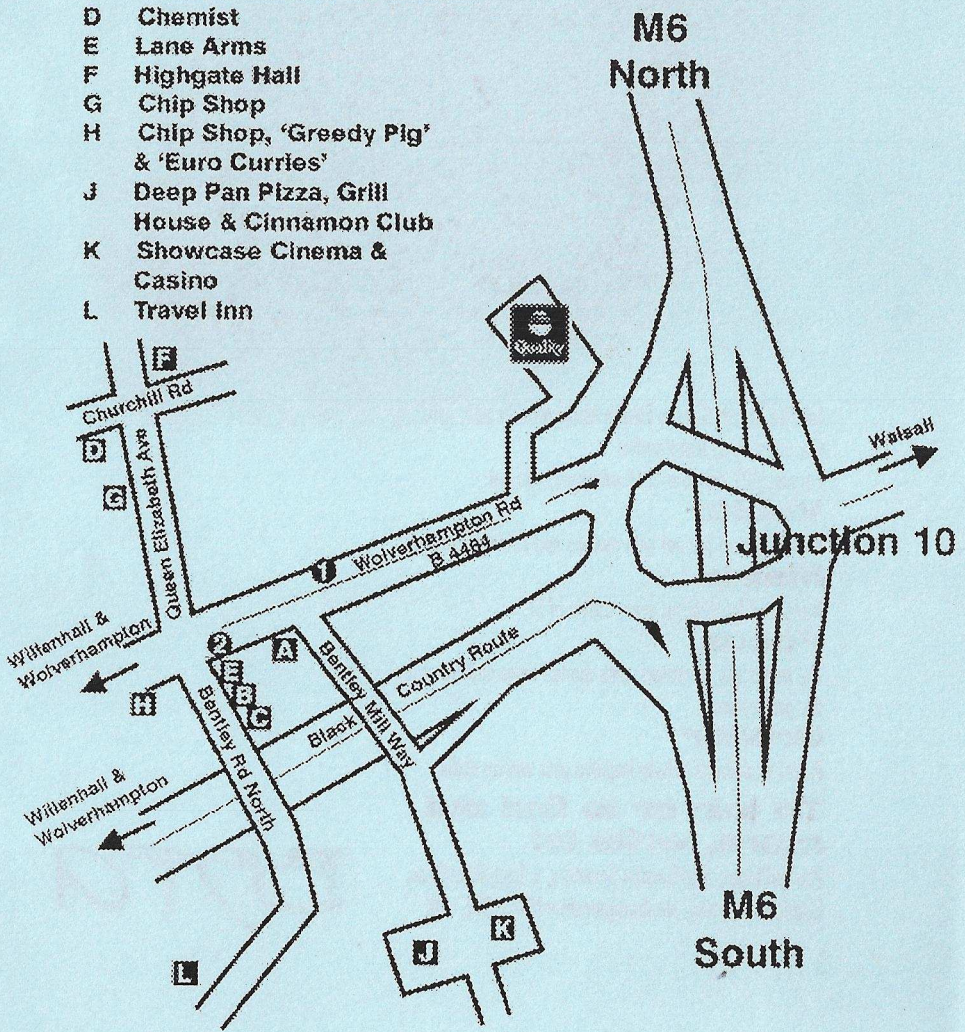 D Chemist
E Lane Arms
F Highgate Hall
G Chip Shop
H Chip Shop, ‘Greedy Pig’
& ‘Euro Curries’
J Deep Pan Pizza, Grill
House & Cinnamon Club
K Showcase Cinema &
Casino
L Travel Inn
M6
North
F
Churchill Rd
D
G
Queen Elizabeth Ave
Walsall
Wolverhampton Rd
B 4464
1
Junction 10
Willenhall &
Wolverhampton
2
A
E
B
C
H
Bentley Mill Way
Black Country Route
Bentley Rd North
Willenhall &
Wolverhampton
M6
South
J
K
L